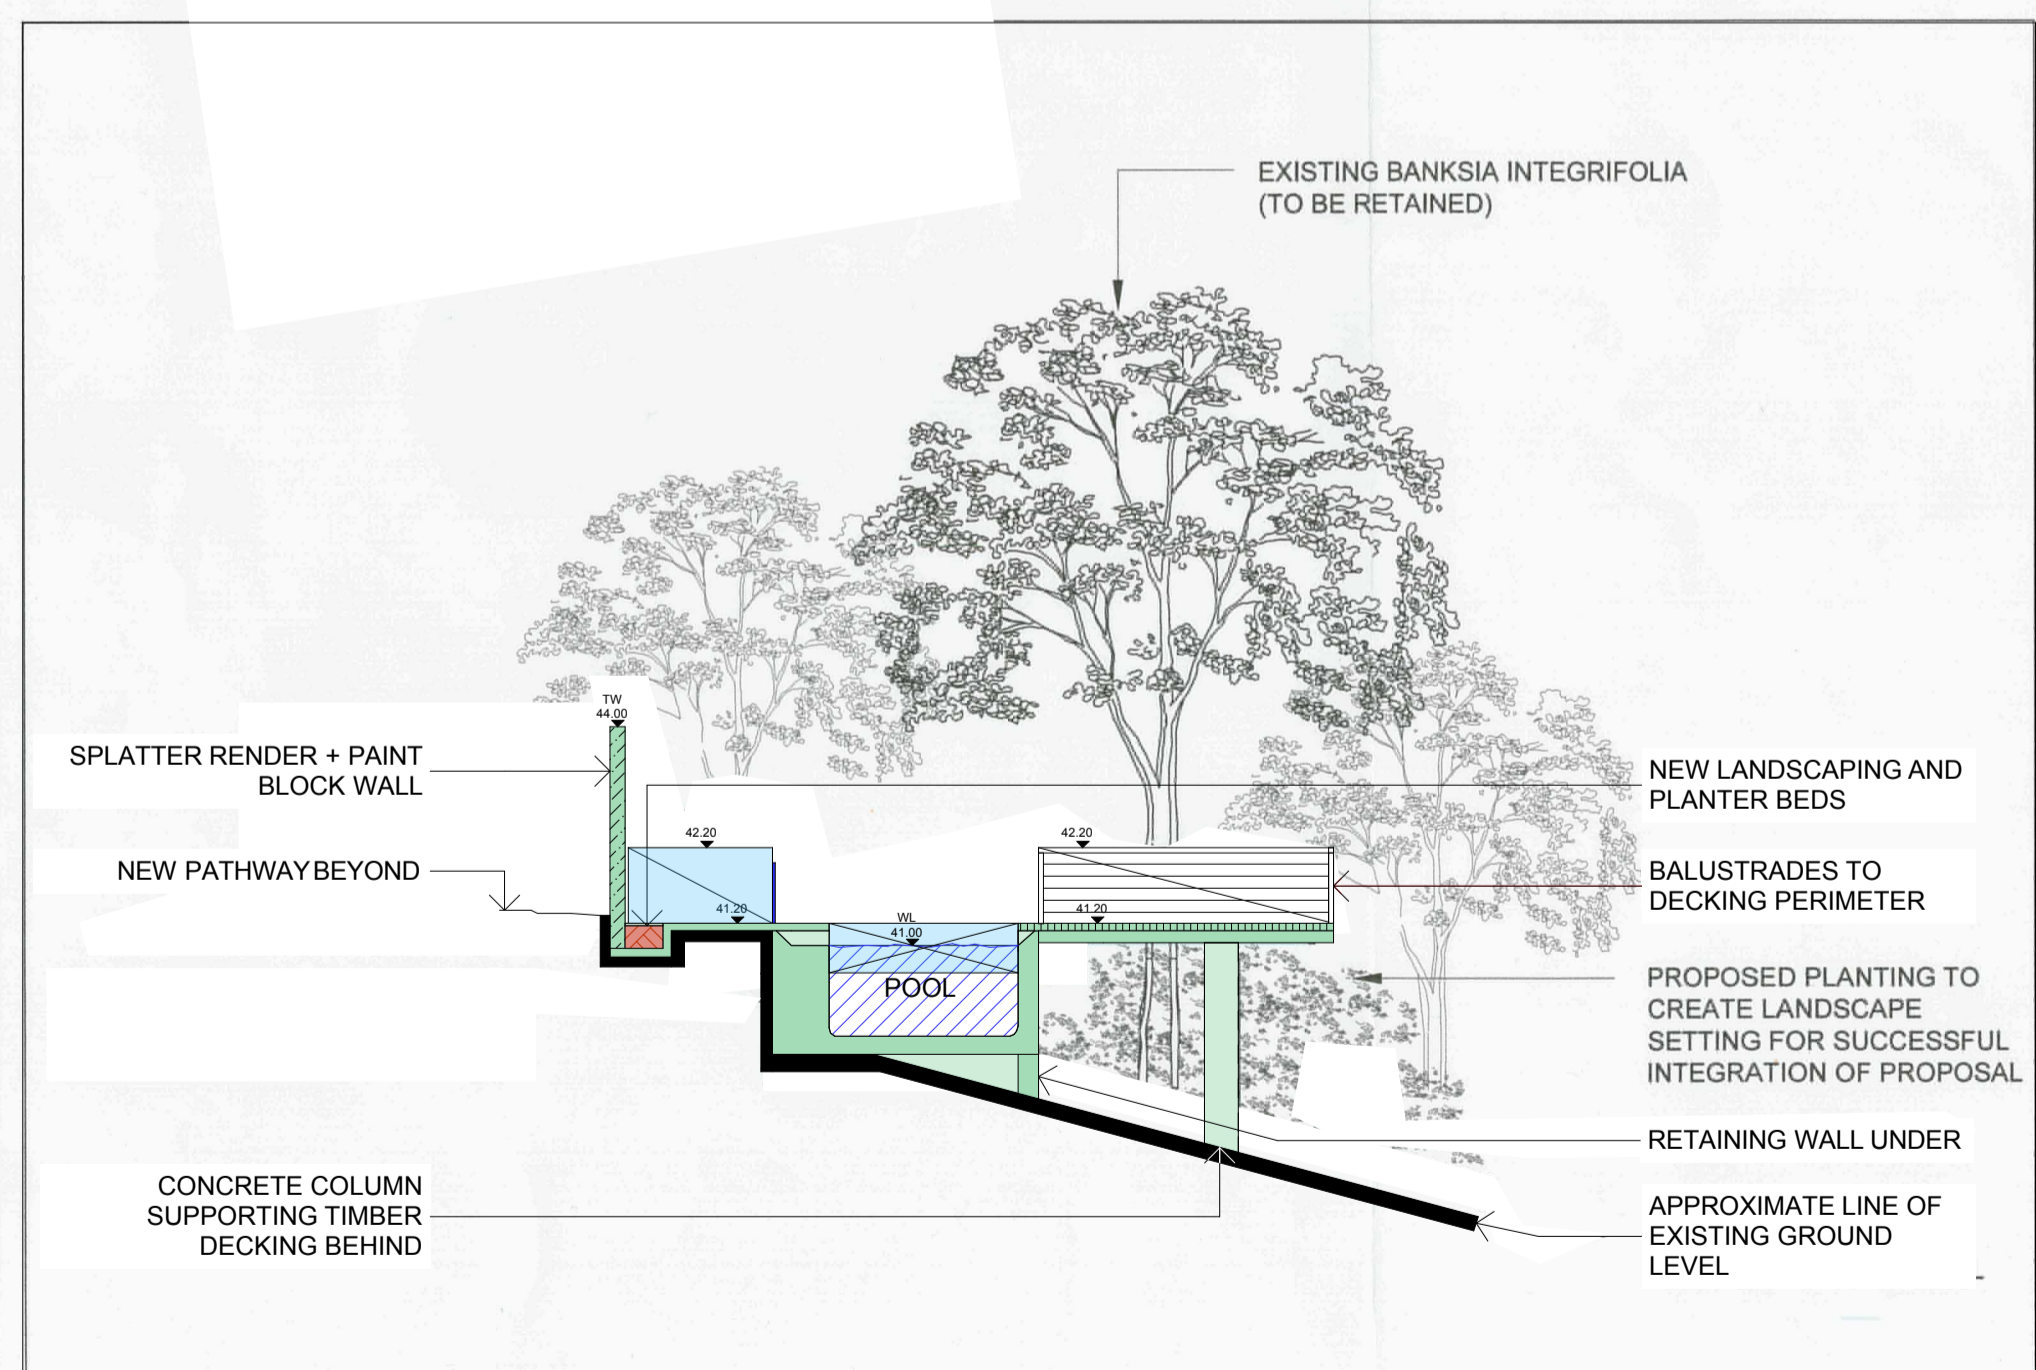 EXISTING BANKSIA INTEGRIFOLIA
(TO BE RETAINED)
TW
44.00
SPLATTER RENDER + PAINT
BLOCK WALL
NEW PATHWAY BEYOND
CONCRETE COLUMN
SUPPORTING TIMBER
DECKING BEHIND
42.20
41.20
WL
41.00
POOL
42.20
41.20
NEW LANDSCAPING AND
PLANTER BEDS
BALUSTRADES TO
DECKING PERIMETER
PROPOSED PLANTING TO
CREATE LANDSCAPE
SETTING FOR SUCCESSFUL
INTEGRATION OF PROPOSAL
RETAINING WALL UNDER
APPROXIMATE LINE OF
EXISTING GROUND
LEVEL